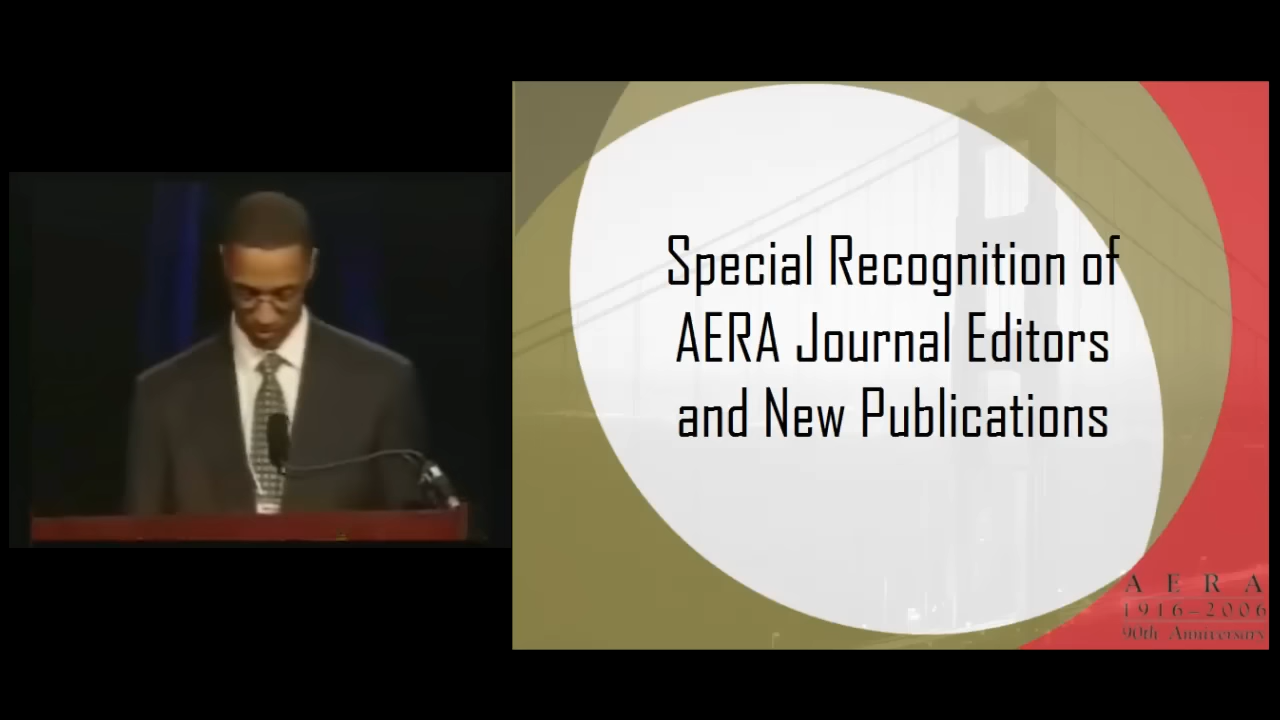 Special Recognition of
AERA Journal Editors
and New Publications
A E R A
1916–2006
90th Anniversary